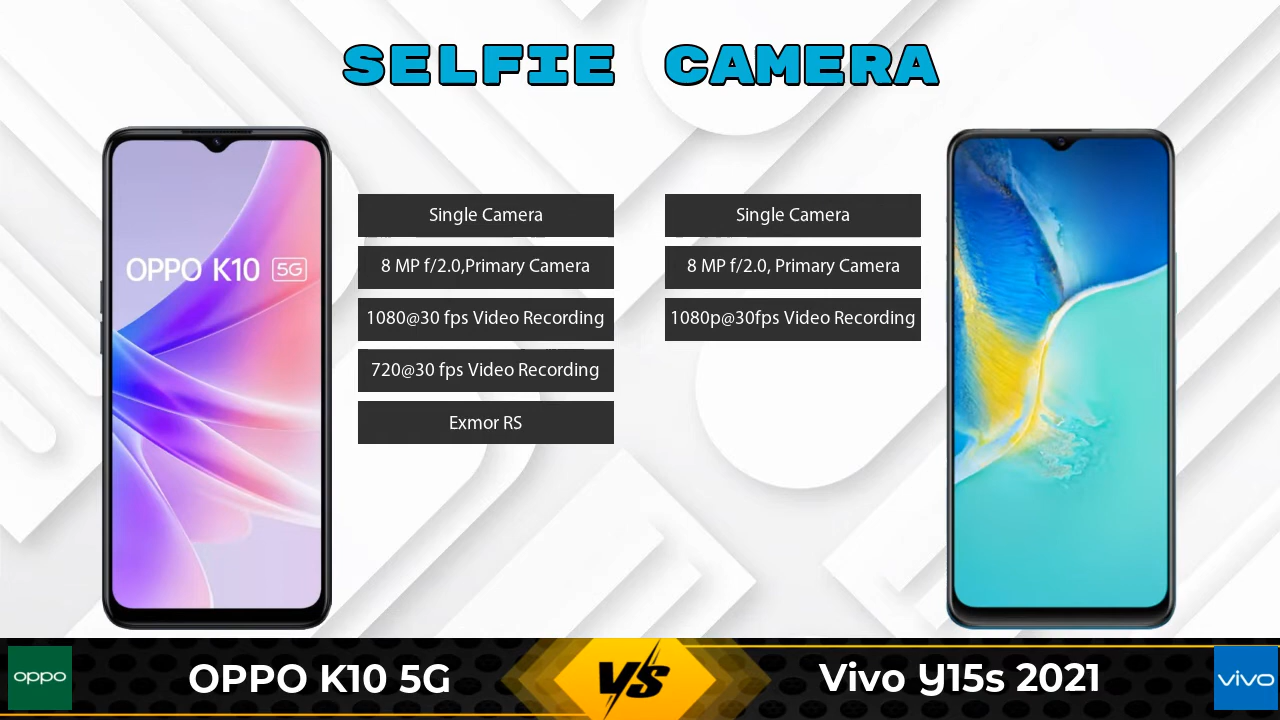 SELFIE CAMERA
OPPO K10 5G
Single Camera
8 MP f/2.0,Primary Camera
1080@30 fps Video Recording
720@30 fps Video Recording
Exmor RS
Single Camera
8 MP f/2.0, Primary Camera
1080p@30fps Video Recording
oppo
OPPO K10 5G
VS
Vivo Y15s 2021
vivo